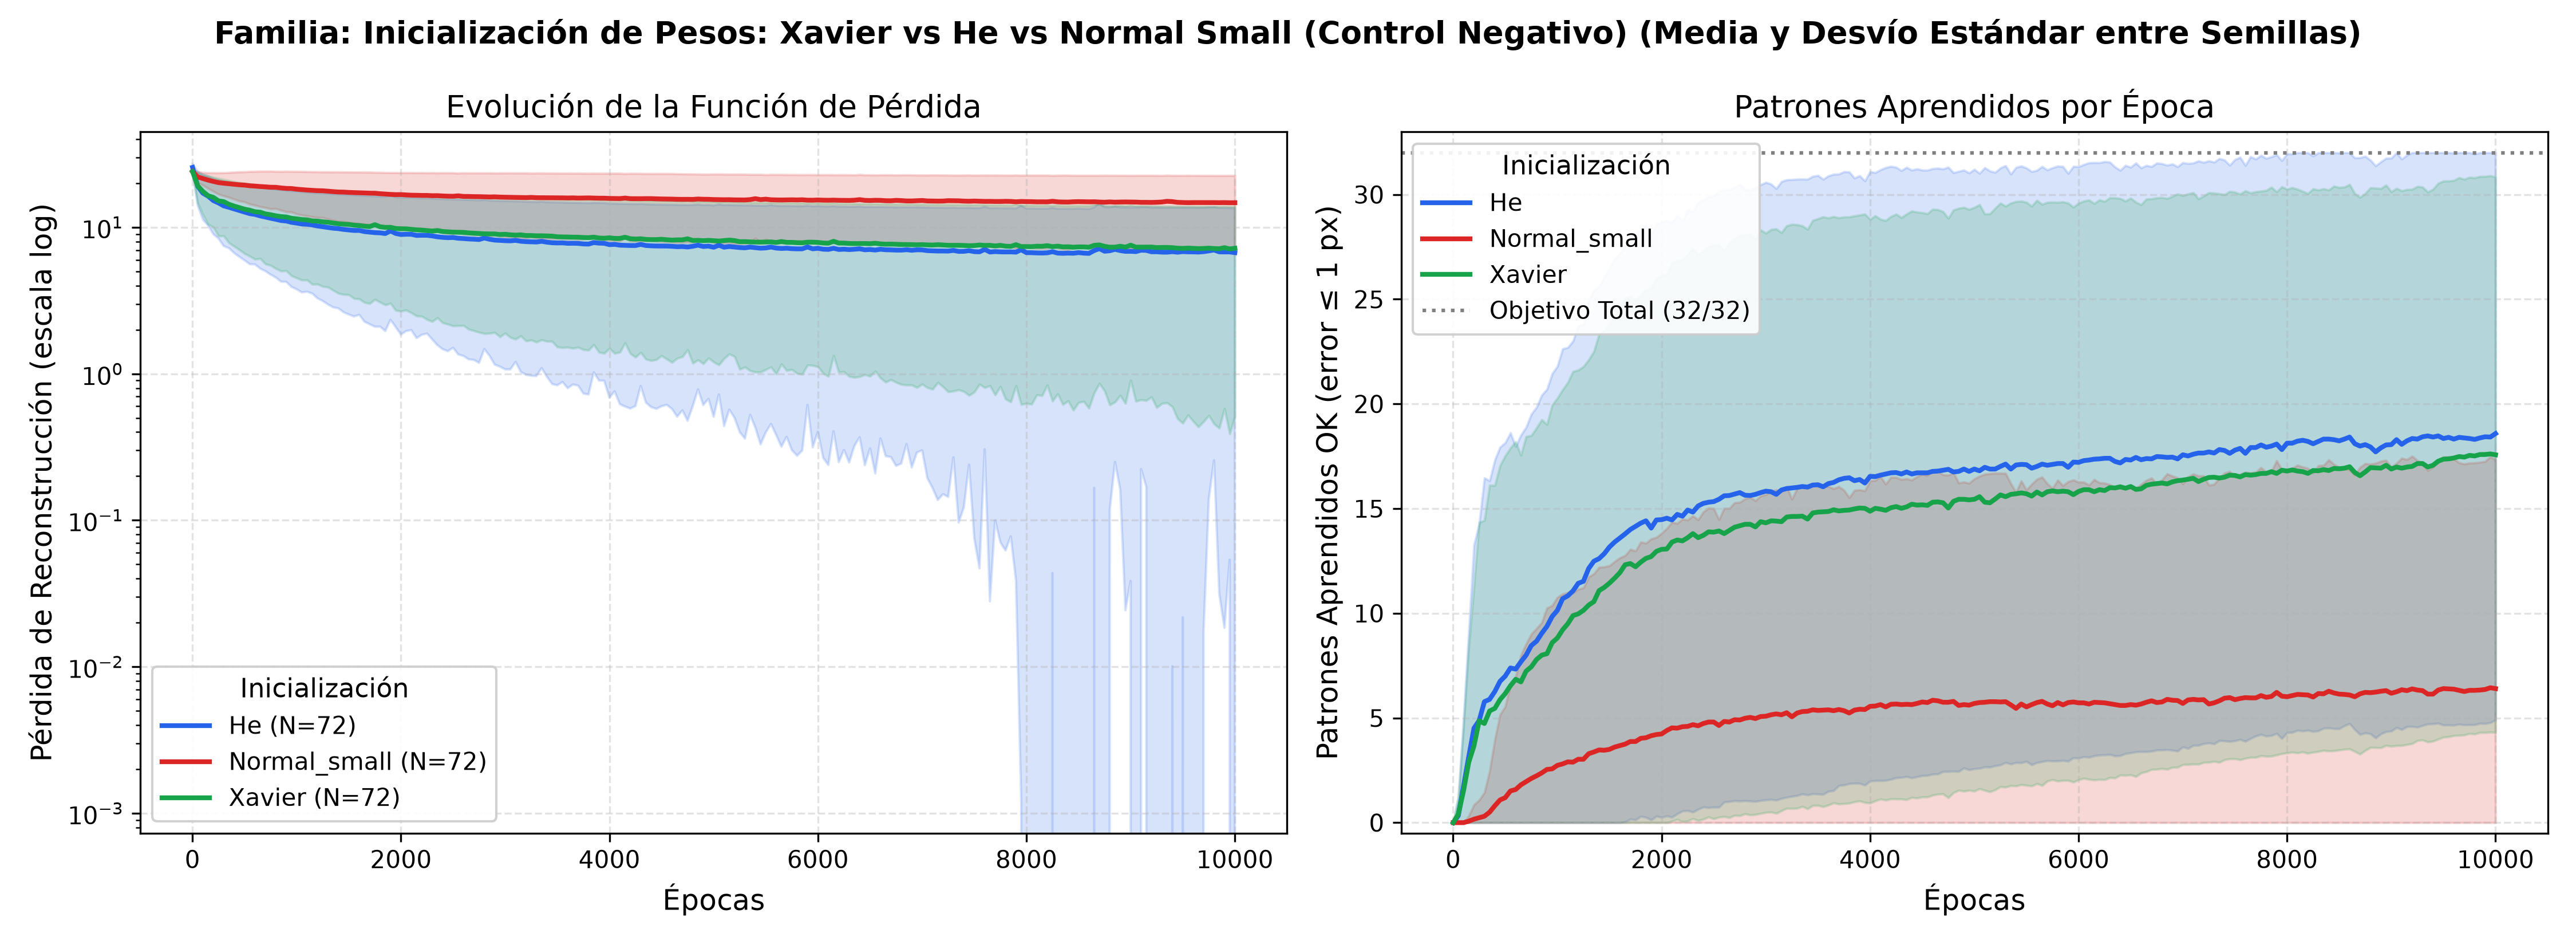 Familia: Inicialización de Pesos: Xavier vs He vs Normal Small (Control Negativo) (Media y Desvío Estándar entre Semillas)
Evolución de la Función de Pérdida
Pérdida de Reconstrucción (escala log)
10¹
10⁰
10⁻¹
10⁻²
10⁻³
Inicialización
He (N=72)
Normal_small (N=72)
Xavier (N=72)
0 2000 4000 6000 8000 10000
Épocas
Patrones Aprendidos por Época
Patrones Aprendidos OK (error ≤ 1 px)
30
25
20
15
10
5
0
Inicialización
He
Normal_small
Xavier
Objetivo Total (32/32)
0 2000 4000 6000 8000 10000
Épocas